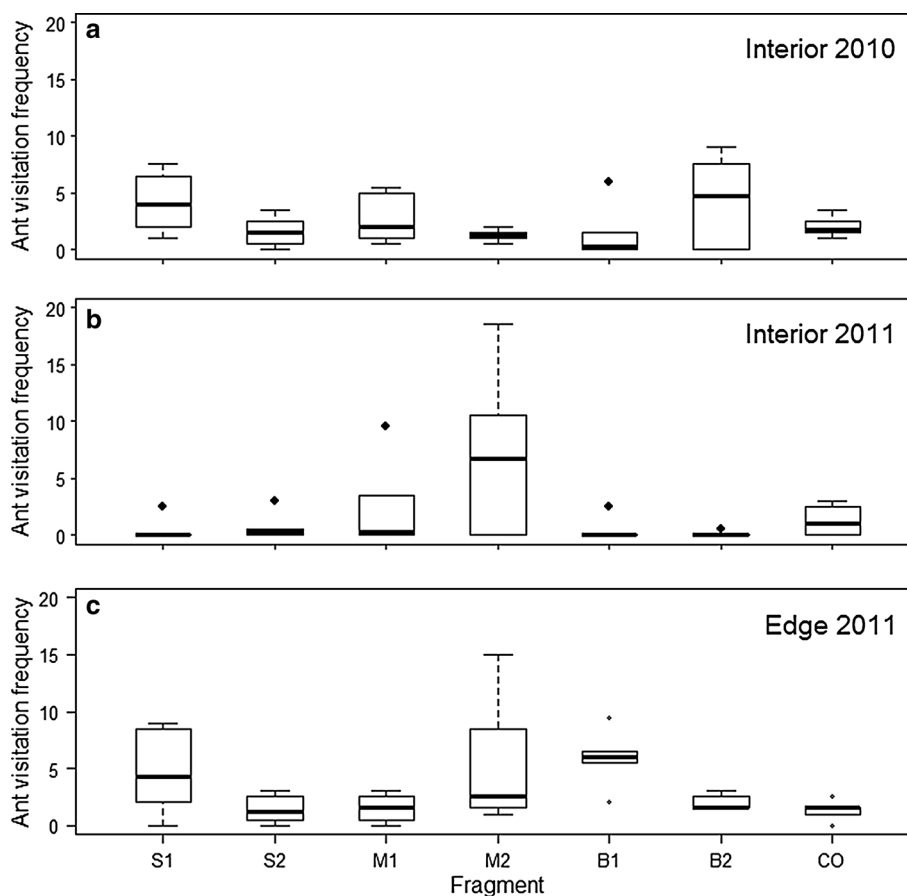 a
Interior 2010
Ant visitation frequency
20
15
10
5
0
b
Interior 2011
Ant visitation frequency
20
15
10
5
0
c
Edge 2011
Ant visitation frequency
20
15
10
5
0
S1 S2 M1 M2 B1 B2 CO
Fragment